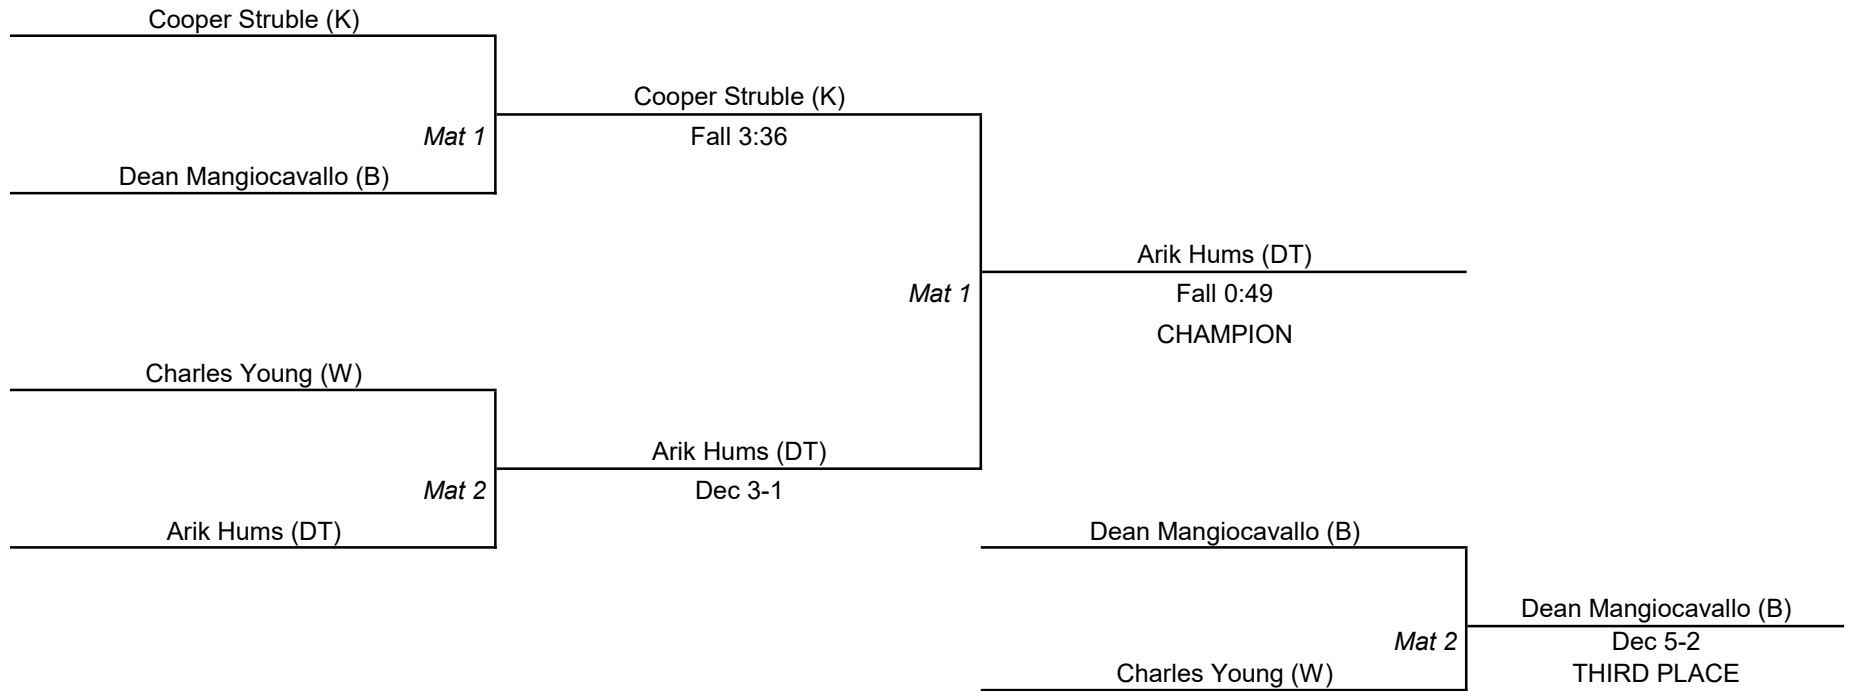 Cooper Struble (K)
Cooper Struble (K)
Mat 1
Fall 3:36
Dean Mangiocavallo (B)
Arik Hums (DT)
Mat 1
Fall 0:49
CHAMPION
Charles Young (W)
Arik Hums (DT)
Mat 2
Dec 3-1
Arik Hums (DT)
Dean Mangiocavallo (B)
Dean Mangiocavallo (B)
Mat 2
Dec 5-2
Charles Young (W)
THIRD PLACE